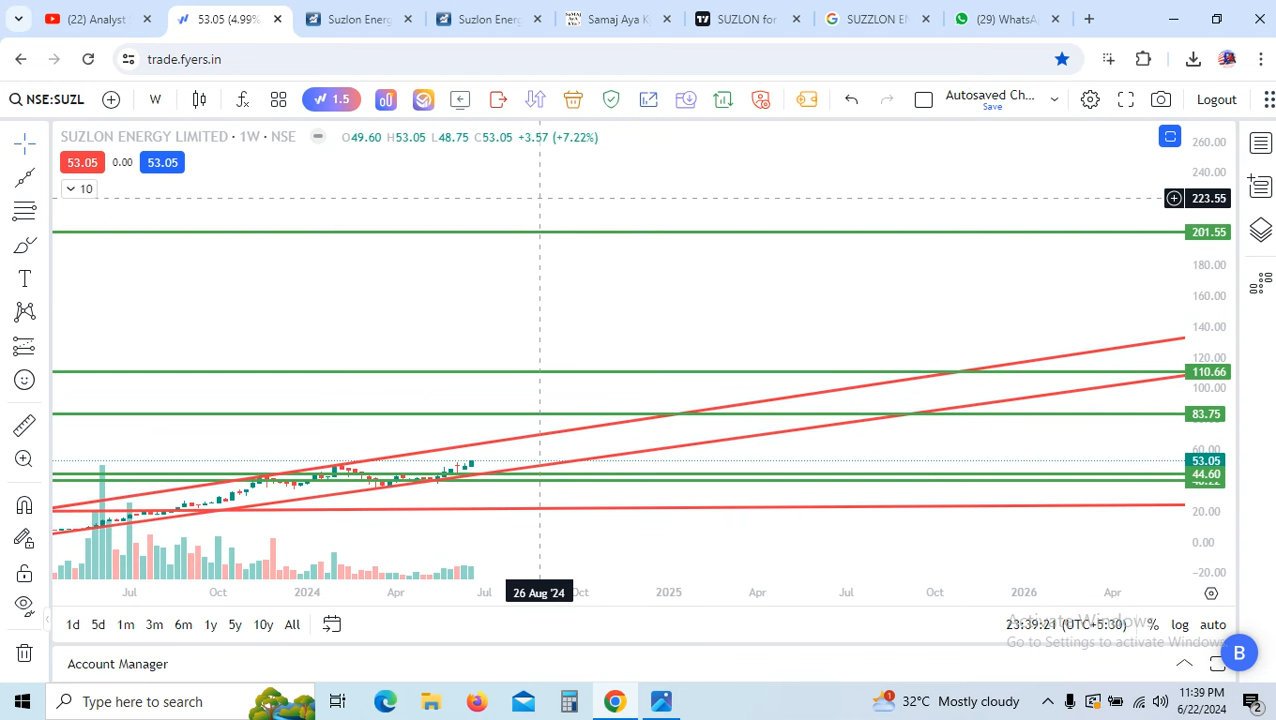 (22) Analyst
53.05 (4.99%
Suzlon Energ
Suzlon Energ
Samaj Aya K
SUZLON for
SUZZLON EN
(29) WhatsA
trade.fyers.in
NSE:SUZL
W
1.5
Autosaved Ch...
Save
Logout
SUZLON ENERGY LIMITED · 1W · NSE
O49.60 H53.05 L48.75 C53.05 +3.57 (+7.22%)
53.05 0.00 53.05
10
260.00
240.00
223.55
201.55
180.00
160.00
140.00
120.00
110.66
100.00
83.75
60.00
53.05
44.60
20.00
0.00
−20.00
Jul Oct 2024 Apr Jul 26 Aug '24 Oct 2025 Apr Jul Oct 2026 Apr
1d 5d 1m 3m 6m 1y 5y 10y All
23:39:21 (UTC+5:30) % log auto
Activate Windows
Go to Settings to activate Windows.
B
Account Manager
Type here to search
1
32°C Mostly cloudy
11:39 PM
6/22/2024
2